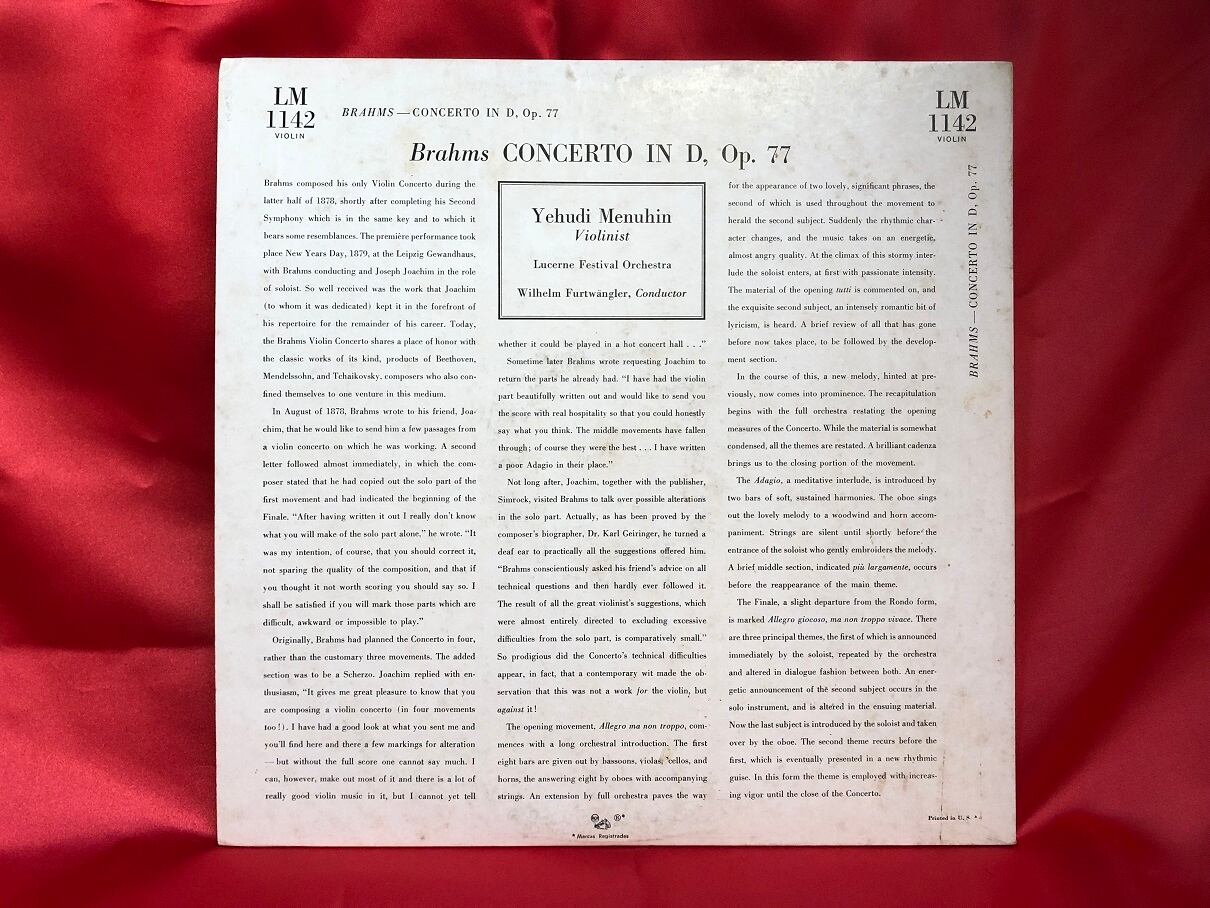 LM
1142
VIOLIN
BRAHMS—CONCERTO IN D, Op. 77
LM
1142
VIOLIN
Brahms CONCERTO IN D, Op. 77
Brahms composed his only Violin Concerto during the
latter half of 1878, shortly after completing his Second
Symphony which is in the same key and to which it
bears some resemblances. The première performance took
place New Years Day, 1879, at the Leipzig Gewandhaus,
with Brahms conducting and Joseph Joachim in the role
of soloist. So well received was the work that Joachim
(to whom it was dedicated) kept it in the forefront of
his repertoire for the remainder of his career. Today,
the Brahms Violin Concerto shares a place of honor with
the classic works of its kind, products of Beethoven,
Mendelssohn, and Tchaikovsky, composers who also con-
fined themselves to one venture in this medium.
In August of 1878, Brahms wrote to his friend, Joa-
chim, that he would like to send him a few passages from
a violin concerto on which he was working. A second
letter followed almost immediately, in which the com-
poser stated that he had copied out the solo part of the
first movement and had indicated the beginning of the
Finale. “After having written it out I really don't know
what you will make of the solo part alone,” he wrote. “It
was my intention, of course, that you should correct it,
not sparing the quality of the composition, and that if
you thought it not worth scoring you should say so. I
shall be satisfied if you will mark those parts which are
difficult, awkward or impossible to play.”
Originally, Brahms had planned the Concerto in four,
rather than the customary three movements. The added
section was to be a Scherzo. Joachim replied with en-
thusiasm, “It gives me great pleasure to know that you
are composing a violin concerto (in four movements
too!). I have had a good look at what you sent me and
you'll find here and there a few markings for alteration
—but without the full score one cannot say much. I
can, however, make out most of it and there is a lot of
really good violin music in it, but I cannot yet tell
Yehudi Menuhin
Violinist
Lucerne Festival Orchestra
Wilhelm Furtwängler, Conductor
whether it could be played in a hot concert hall . . .”
Sometime later Brahms wrote requesting Joachim to
return the parts he already had. “I have had the violin
part beautifully written out and would like to send you
the score with real hospitality so that you could honestly
say what you think. The middle movements have fallen
through; of course they were the best . . . I have written
a poor Adagio in their place.”
Not long after, Joachim, together with the publisher,
Simrock, visited Brahms to talk over possible alterations
in the solo part. Actually, as has been proved by the
composer's biographer, Dr. Karl Geiringer, he turned a
deaf ear to practically all the suggestions offered him.
“Brahms conscientiously asked his friend's advice on all
technical questions and then hardly ever followed it.
The result of all the great violinist's suggestions, which
were almost entirely directed to excluding excessive
difficulties from the solo part, is comparatively small.”
So prodigious did the Concerto's technical difficulties
appear, in fact, that a contemporary wit made the ob-
servation that this was not a work for the violin, but
against it!
The opening movement, Allegro ma non troppo, com-
mences with a long orchestral introduction. The first
eight bars are given out by bassoons, violas, 'cellos, and
horns, the answering eight by oboes with accompanying
strings. An extension by full orchestra paves the way
for the appearance of two lovely, significant phrases, the
second of which is used throughout the movement to
herald the second subject. Suddenly the rhythmic char-
acter changes, and the music takes on an energetic,
almost angry quality. At the climax of this stormy inter-
lude the soloist enters, at first with passionate intensity.
The material of the opening tutti is commented on, and
the exquisite second subject, an intensely romantic bit of
lyricism, is heard. A brief review of all that has gone
before now takes place, to be followed by the develop-
ment section.
In the course of this, a new melody, hinted at pre-
viously, now comes into prominence. The recapitulation
begins with the full orchestra restating the opening
measures of the Concerto. While the material is somewhat
condensed, all the themes are restated. A brilliant cadenza
brings us to the closing portion of the movement.
The Adagio, a meditative interlude, is introduced by
two bars of soft, sustained harmonies. The oboe sings
out the lovely melody to a woodwind and horn accom-
paniment. Strings are silent until shortly before the
entrance of the soloist who gently embroiders the melody.
A brief middle section, indicated più largamente, occurs
before the reappearance of the main theme.
The Finale, a slight departure from the Rondo form,
is marked Allegro giocoso, ma non troppo vivace. There
are three principal themes, the first of which is announced
immediately by the soloist, repeated by the orchestra
and altered in dialogue fashion between both. An ener-
getic announcement of the second subject occurs in the
solo instrument, and is altered in the ensuing material.
Now the last subject is introduced by the soloist and taken
over by the oboe. The second theme recurs before the
first, which is eventually presented in a new rhythmic
guise. In this form the theme is employed with increas-
ing vigor until the close of the Concerto.
BRAHMS—CONCERTO IN D, Op. 77
®*
* Marcas Registradas
Printed in U. S. A.